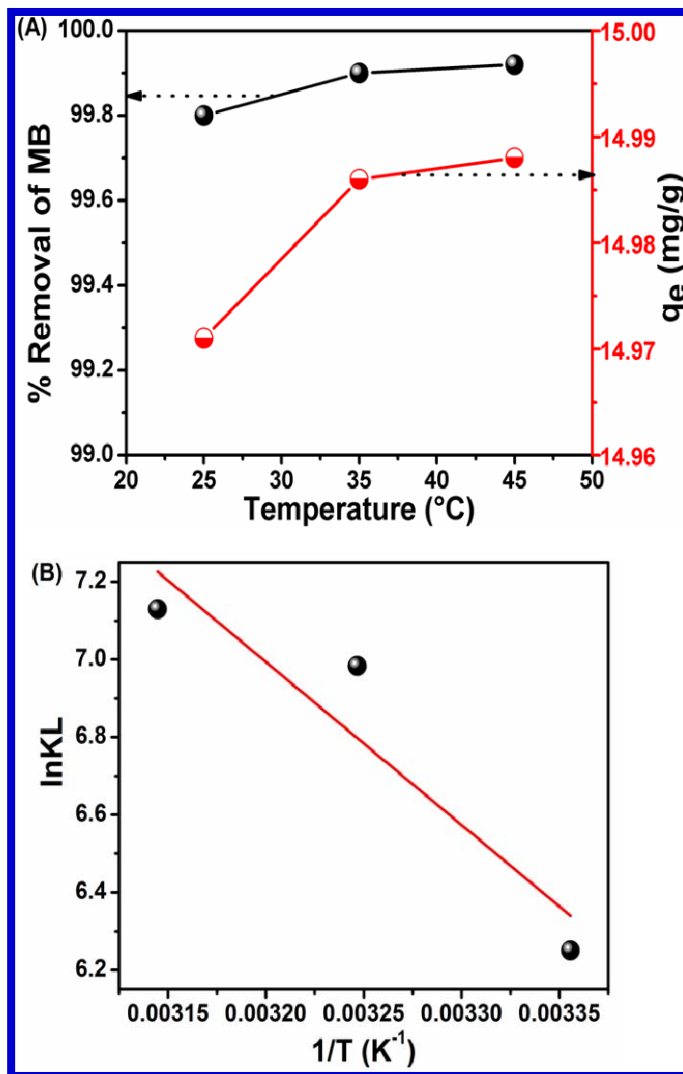 (A)
100.0
99.8
99.6
99.4
99.2
99.0
% Removal of MB
15.00
14.99
14.98
14.97
14.96
qe (mg/g)
20 25 30 35 40 45 50
Temperature (°C)
(B)
7.2
7.0
6.8
6.6
6.4
6.2
lnKL
0.00315 0.00320 0.00325 0.00330 0.00335
1/T (K-1)